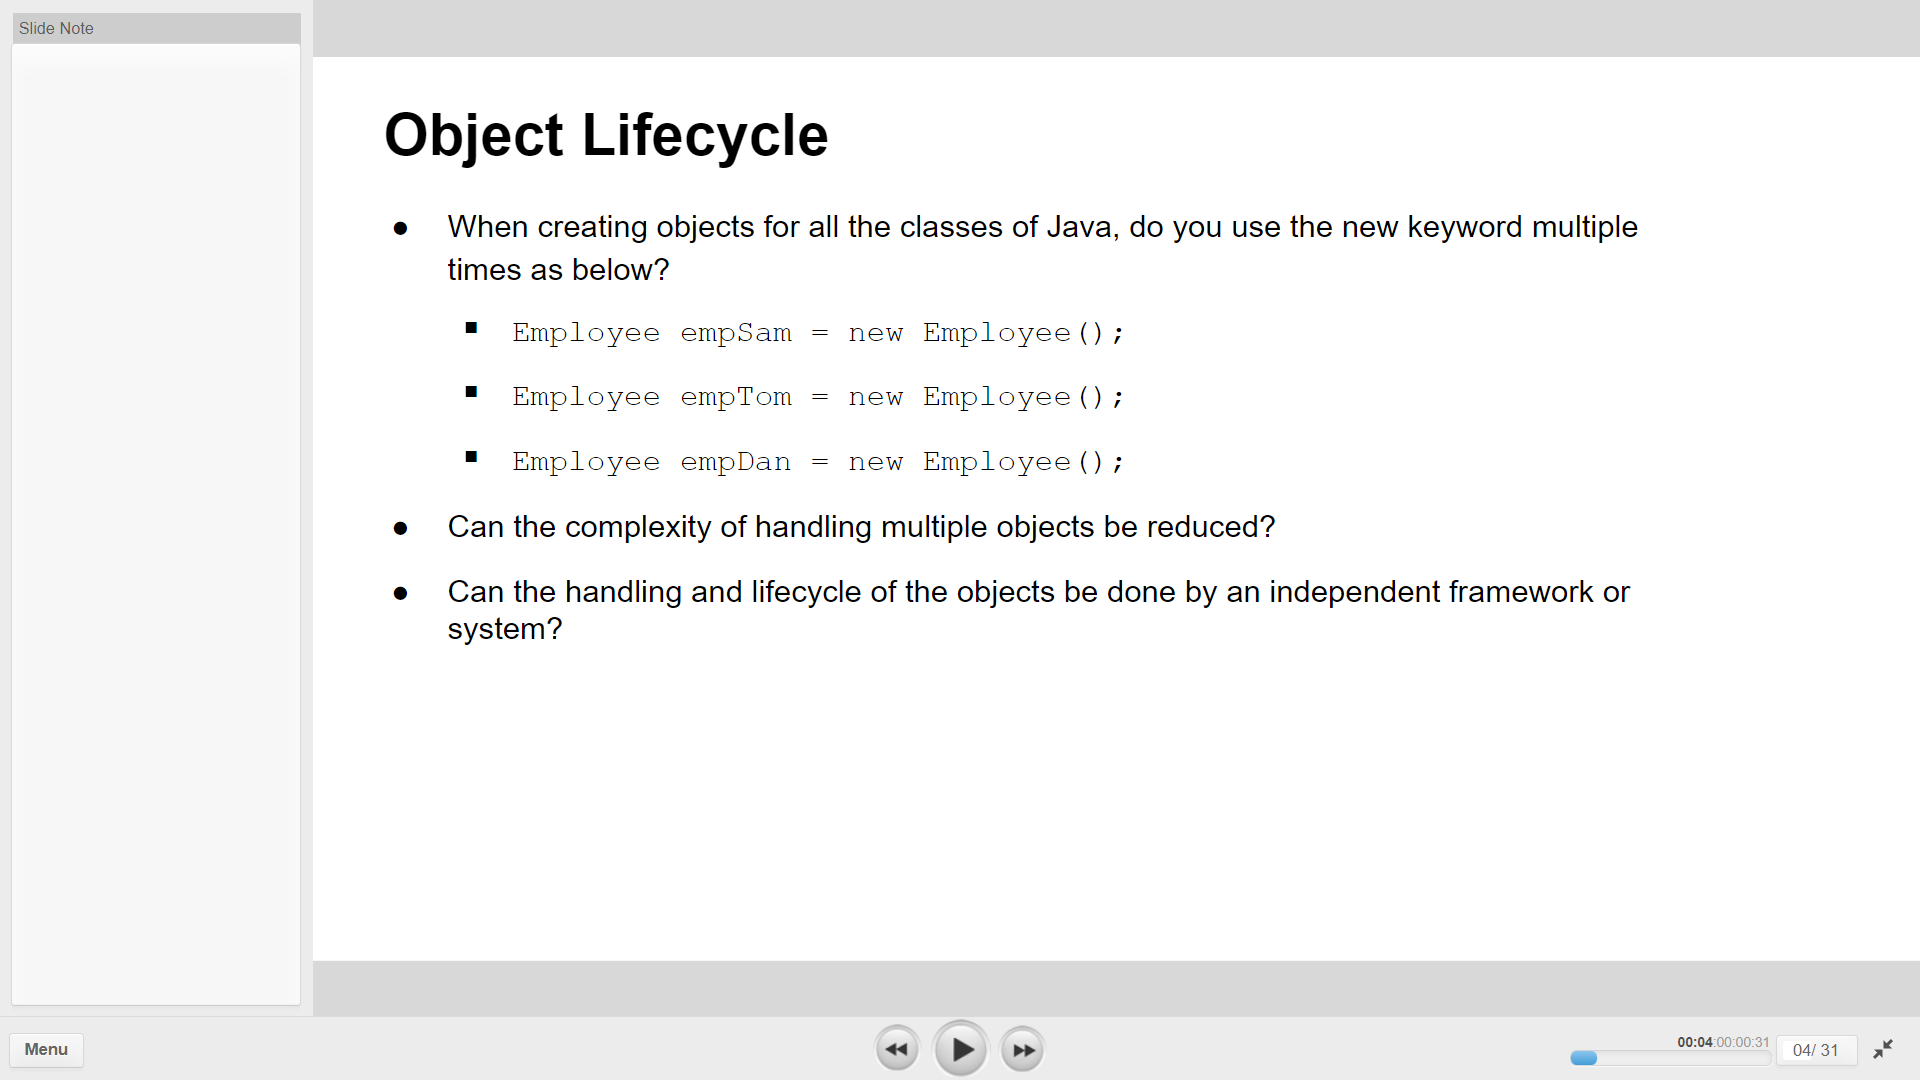 Slide Note
Object Lifecycle
● When creating objects for all the classes of Java, do you use the new keyword multiple
times as below?
▪ Employee empSam = new Employee();
▪ Employee empTom = new Employee();
▪ Employee empDan = new Employee();
● Can the complexity of handling multiple objects be reduced?
● Can the handling and lifecycle of the objects be done by an independent framework or
system?
Menu
00:04:00:00:31
04/ 31